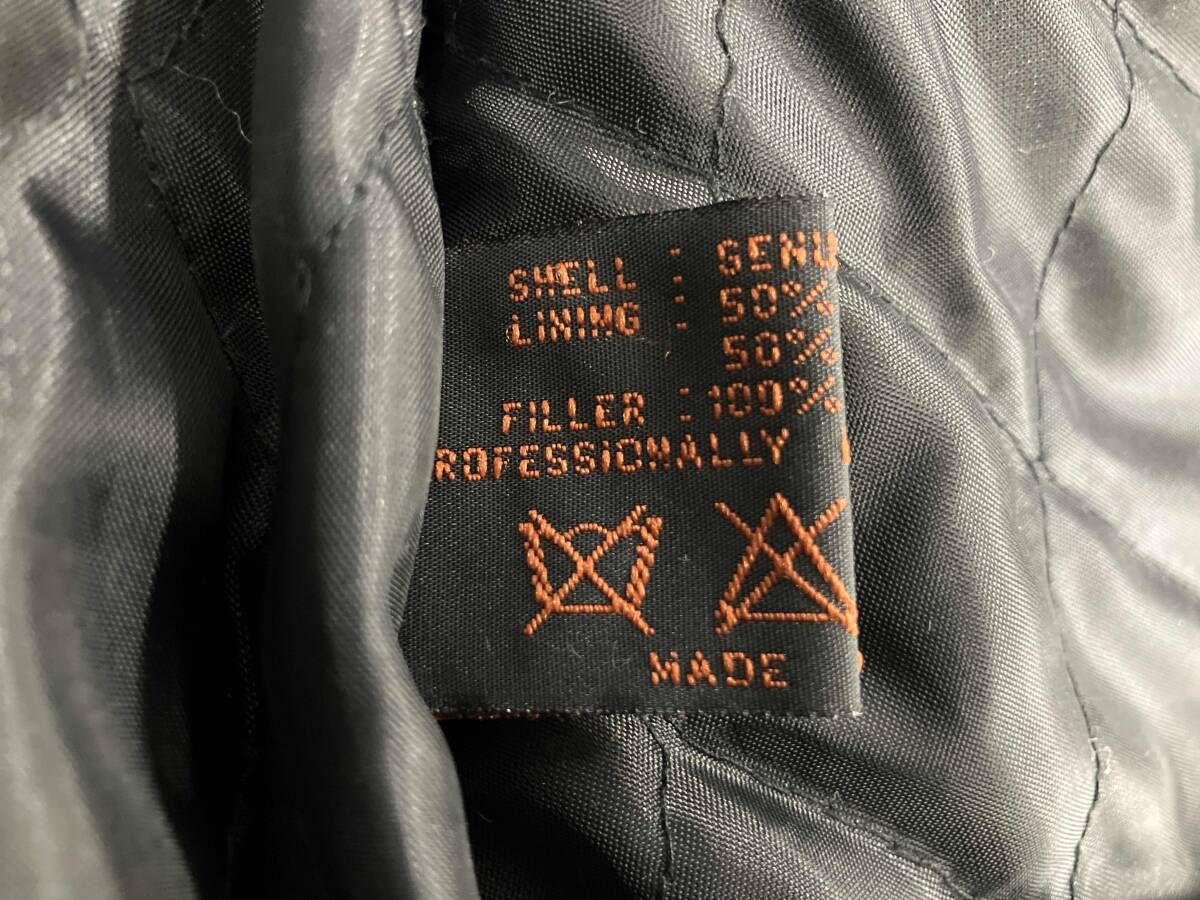 SHELL : GENU
LINING : 50%
50%
FILLER : 100%
ROFESSIONALLY
MADE